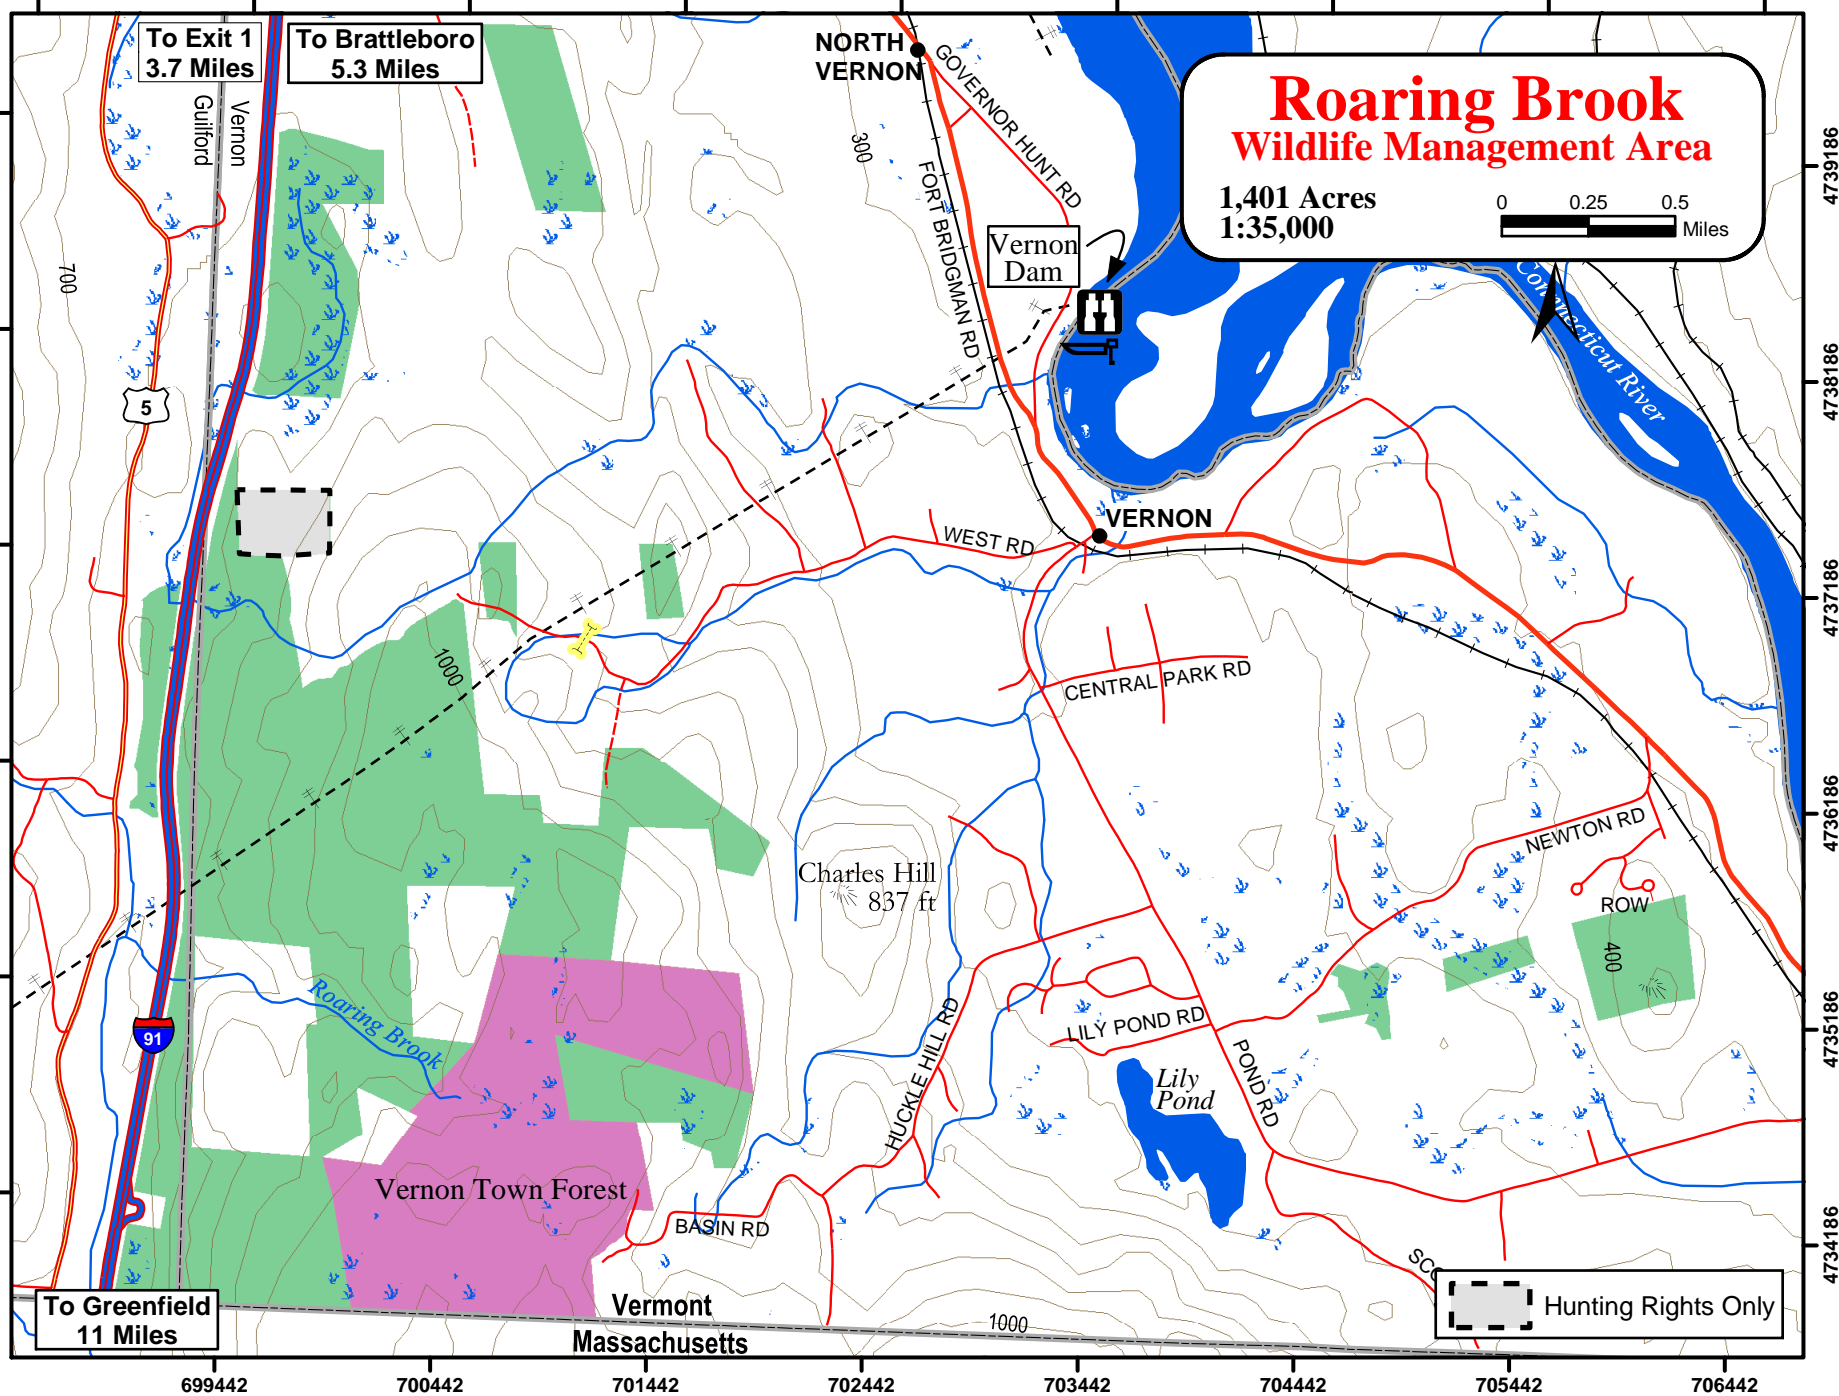 To Exit 1
3.7 Miles
To Brattleboro
5.3 Miles
NORTH
VERNON
GOVERNOR HUNT RD
Roaring Brook
Wildlife Management Area
1,401 Acres
1:35,000
0 0.25 0.5
Miles
Guilford
Vernon
300
FORT BRIDGMAN RD
Vernon
Dam
700
Connecticut River
5
VERNON
WEST RD
1000
CENTRAL PARK RD
NEWTON RD
Charles Hill
837 ft
ROW
400
Roaring Brook
91
HUCKLE HILL RD
LILY POND RD
POND RD
Lily
Pond
Vernon Town Forest
BASIN RD
SCO
To Greenfield
11 Miles
Vermont
Massachusetts
1000
Hunting Rights Only
4739186
4738186
4737186
4736186
4735186
4734186
699442
700442
701442
702442
703442
704442
705442
706442